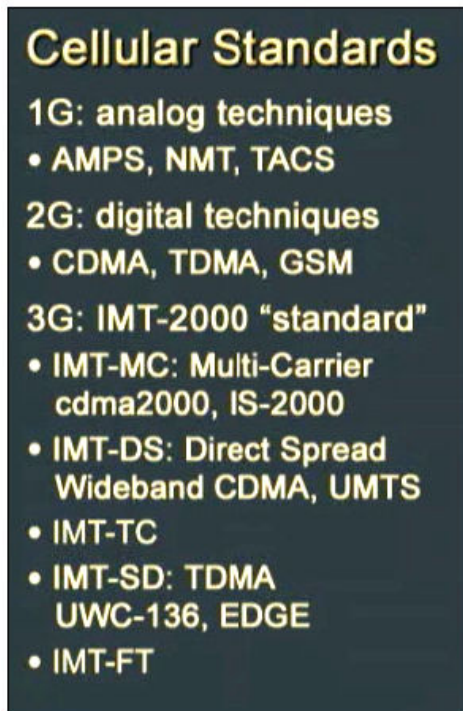 Cellular Standards
1G: analog techniques
• AMPS, NMT, TACS
2G: digital techniques
• CDMA, TDMA, GSM
3G: IMT-2000 “standard”
• IMT-MC: Multi-Carrier
cdma2000, IS-2000
• IMT-DS: Direct Spread
Wideband CDMA, UMTS
• IMT-TC
• IMT-SD: TDMA
UWC-136, EDGE
• IMT-FT